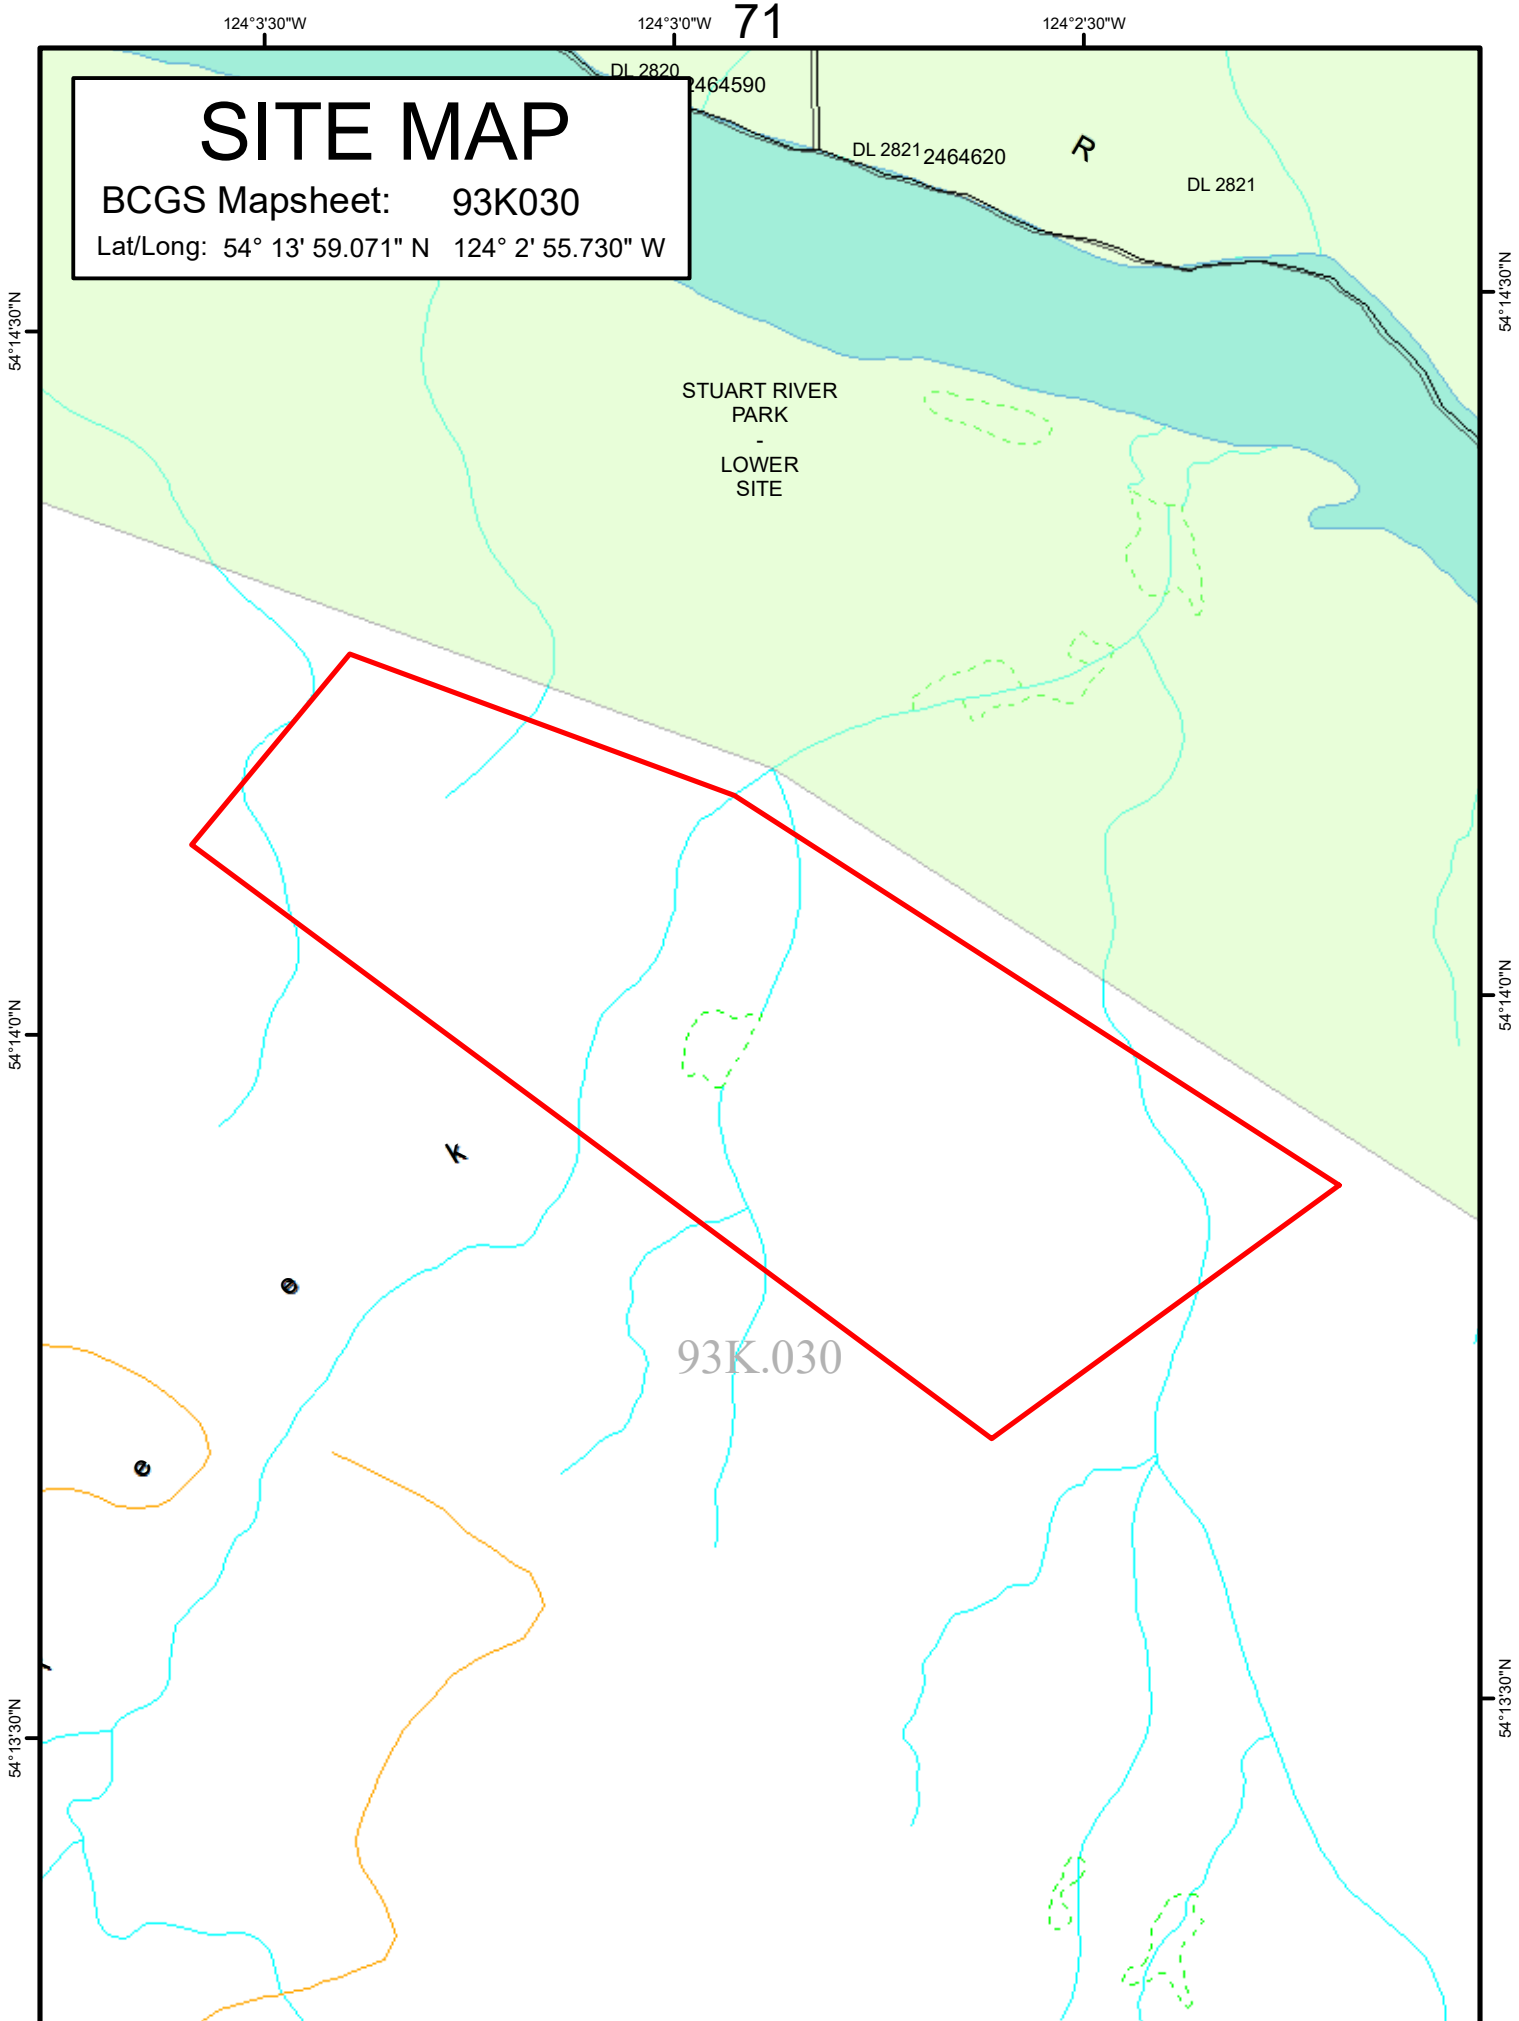 124°3'30"W
124°3'0"W
71
124°2'30"W
DL 2820
2464590
SITE MAP
BCGS Mapsheet: 93K030
Lat/Long: 54° 13' 59.071" N 124° 2' 55.730" W
DL 2821
2464620
R
DL 2821
54°14'30"N
54°14'30"N
STUART RIVER
PARK
-
LOWER
SITE
54°14'0"N
54°14'0"N
k
e
93K.030
e
54°13'30"N
54°13'30"N